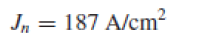 Jₙ = 187 A/cm²